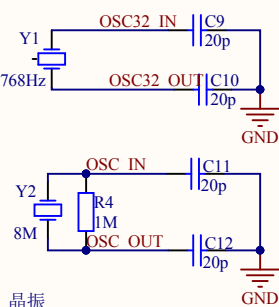 OSC32_IN
C9
20p
Y1
768Hz
OSC32_OUT
C10
20p
GND
OSC_IN
C11
20p
Y2
R4
1M
8M
OSC_OUT
C12
20p
GND
晶振